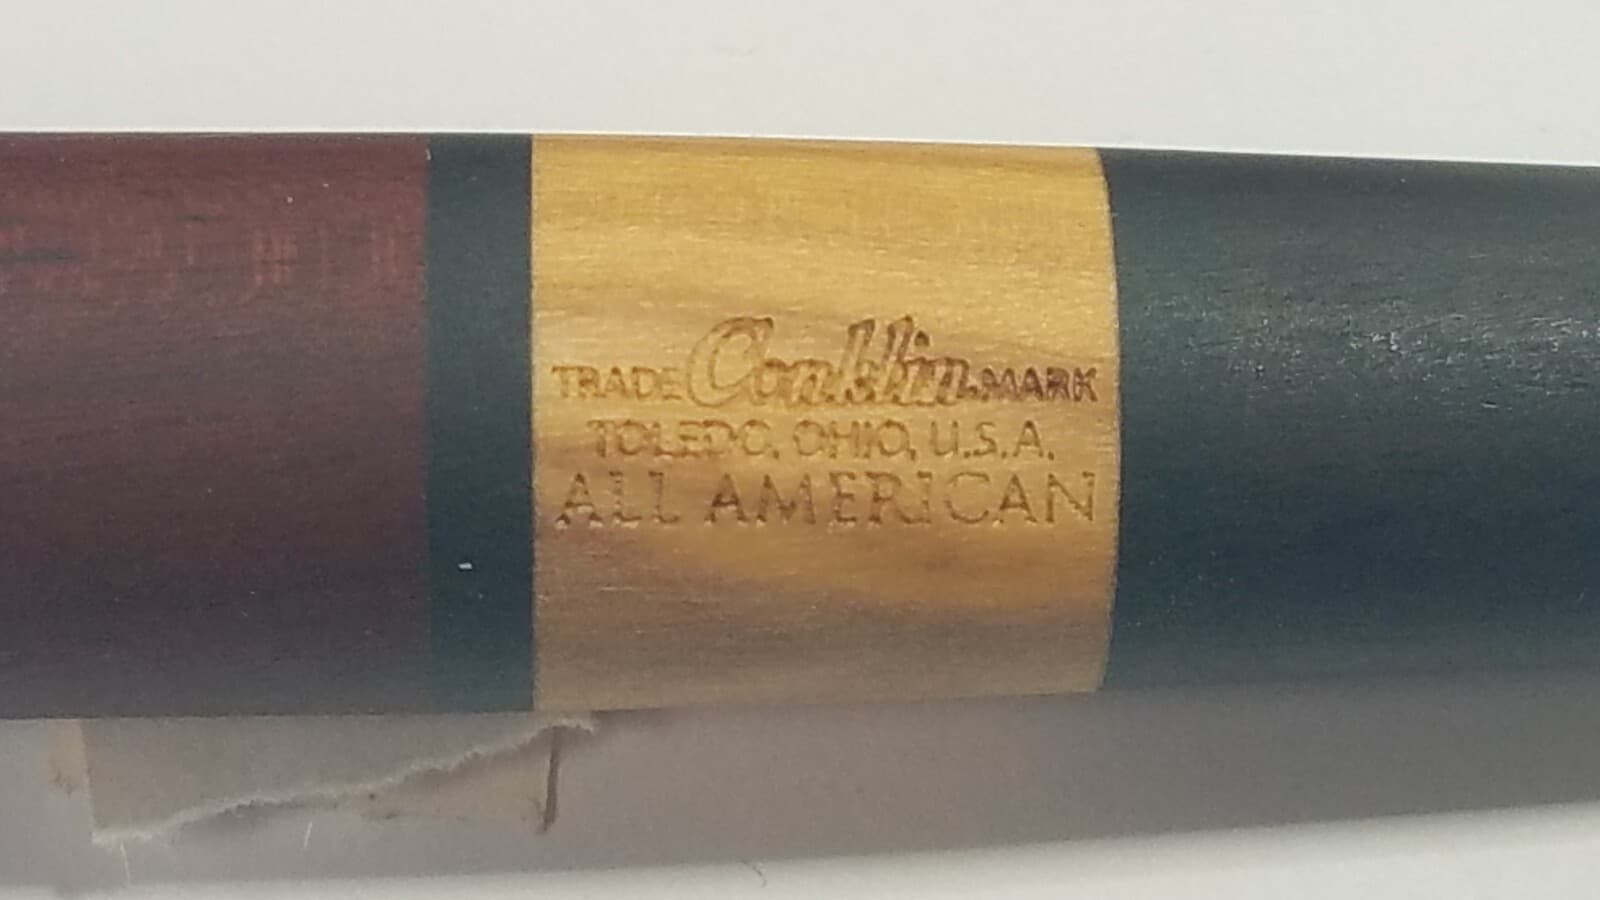 TRADE Conklin MARK
TOLEDO, OHIO, U.S.A.
ALL AMERICAN